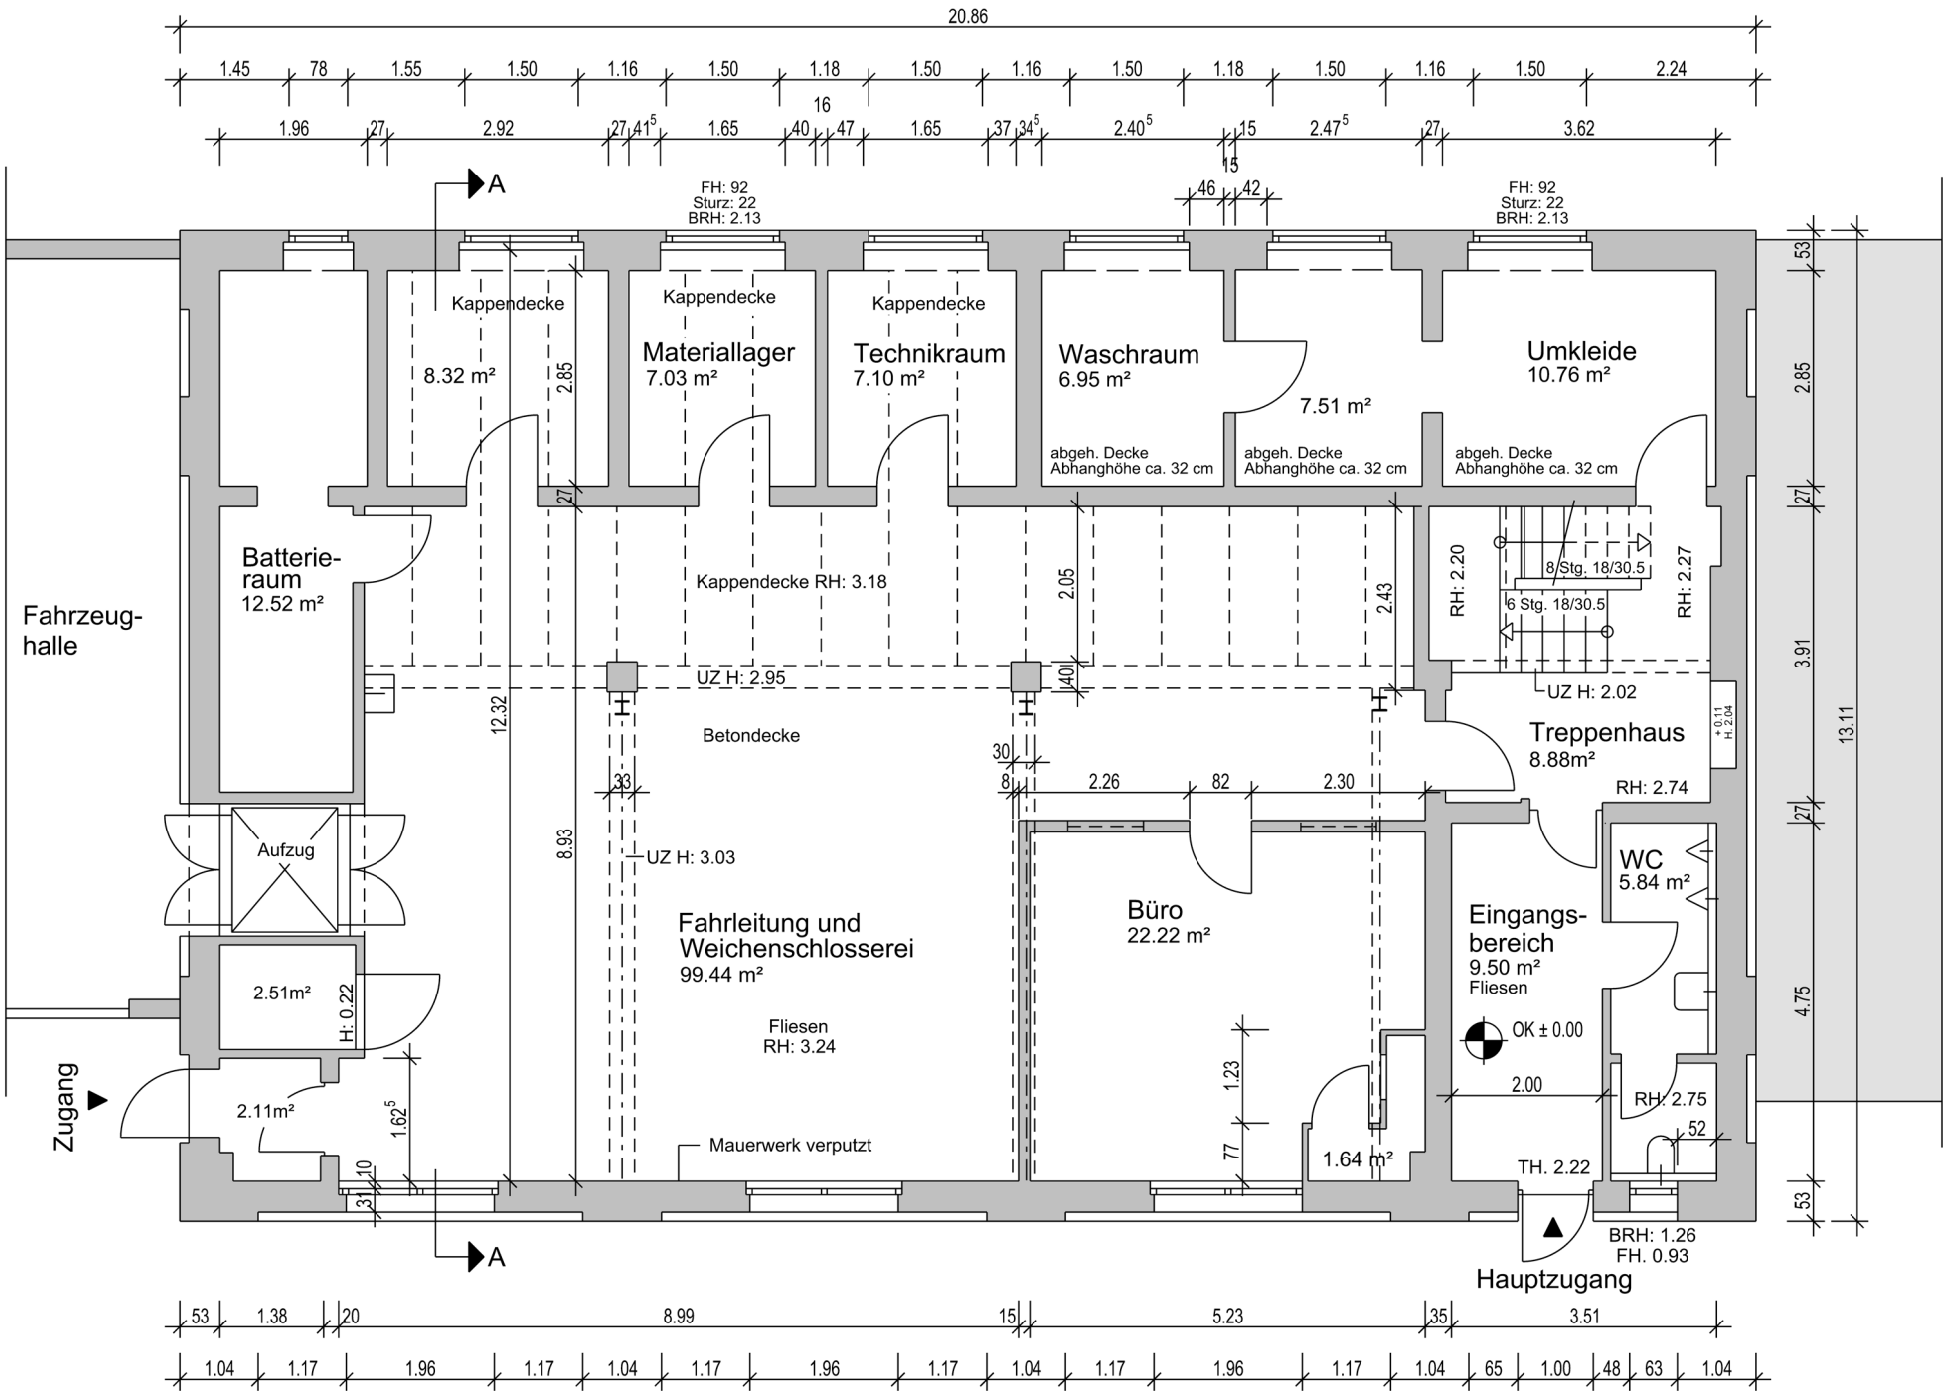 20.86
1.45 78 1.55 1.50 1.16 1.50 1.18 1.50 1.16 1.50 1.18 1.50 1.16 1.50 2.24
16
1.96 27 2.92 27 41⁵ 1.65 40 47 1.65 37 34⁵ 2.40⁵ 15 2.47⁵ 27 3.62
15
46 42
A
FH: 92
Sturz: 22
BRH: 2.13
FH: 92
Sturz: 22
BRH: 2.13
53
Kappendecke
Kappendecke
Kappendecke
8.32 m²
2.85
Materiallager
7.03 m²
Technikraum
7.10 m²
Waschraum
6.95 m²
7.51 m²
Umkleide
10.76 m²
2.85
abgeh. Decke
Abhanghöhe ca. 32 cm
abgeh. Decke
Abhanghöhe ca. 32 cm
abgeh. Decke
Abhanghöhe ca. 32 cm
27
27
Batterie-
raum
12.52 m²
Kappendecke RH: 3.18
2.05
2.43
RH: 2.20
8 Stg. 18/30.5
6 Stg. 18/30.5
RH: 2.27
Fahrzeug-
halle
3.91
UZ H: 2.95
40
UZ H: 2.02
12.32
Betondecke
Treppenhaus
8.88m²
+ 0.11
H. 2.04
13.11
30
33
8 2.26 82 2.30
RH: 2.74
27
Aufzug
8.93
UZ H: 3.03
WC
5.84 m²
Fahrleitung und
Weichenschlosserei
99.44 m²
Büro
22.22 m²
Eingangs-
bereich
9.50 m²
Fliesen
2.51m²
H: 0.22
4.75
Fliesen
RH: 3.24
OK ± 0.00
1.23
2.00
RH: 2.75
Zugang
2.11m²
1.62⁵
52
Mauerwerk verputzt
77
1.64 m²
TH. 2.22
10
31
53
A
BRH: 1.26
FH. 0.93
Hauptzugang
53 1.38 20 8.99 15 5.23 35 3.51
1.04 1.17 1.96 1.17 1.04 1.17 1.96 1.17 1.04 1.17 1.96 1.17 1.04 65 1.00 48 63 1.04